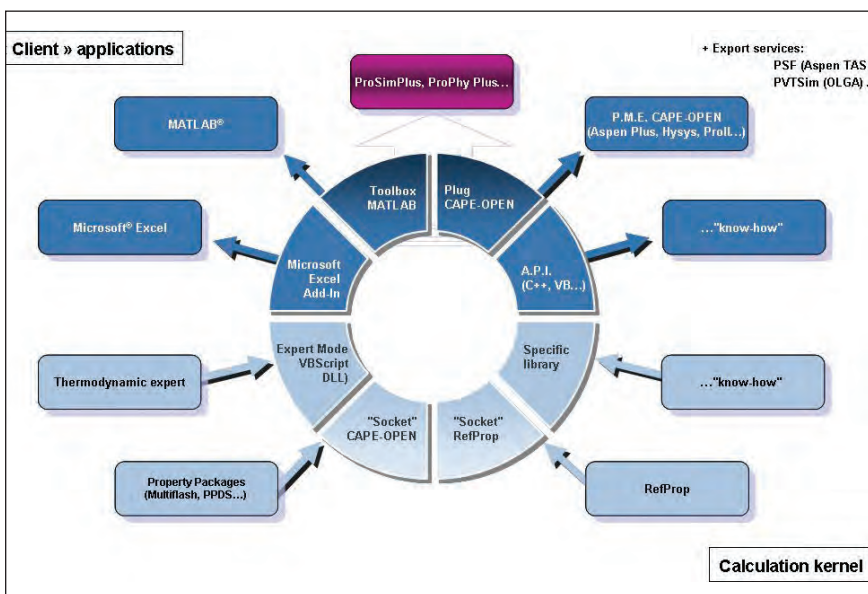 Client » applications
+ Export services:
PSF (Aspen TAS
PVTSim (OLGA) .
ProSimPlus, ProPhy Plus...
MATLAB®
P.M.E. CAPE-OPEN
(Aspen Plus, Hysys, ProII...)
Toolbox
MATLAB
Plug
CAPE-OPEN
Microsoft® Excel
..."know-how"
Microsoft
Excel
Add-In
A.P.I.
(C++, VB...)
Expert Mode
VBScript
DLL)
Specific
library
Thermodynamic expert
..."know-how"
"Socket"
CAPE-OPEN
"Socket"
RefProp
Property Packages
(Multiflash, PPDS...)
RefProp
Calculation kernel